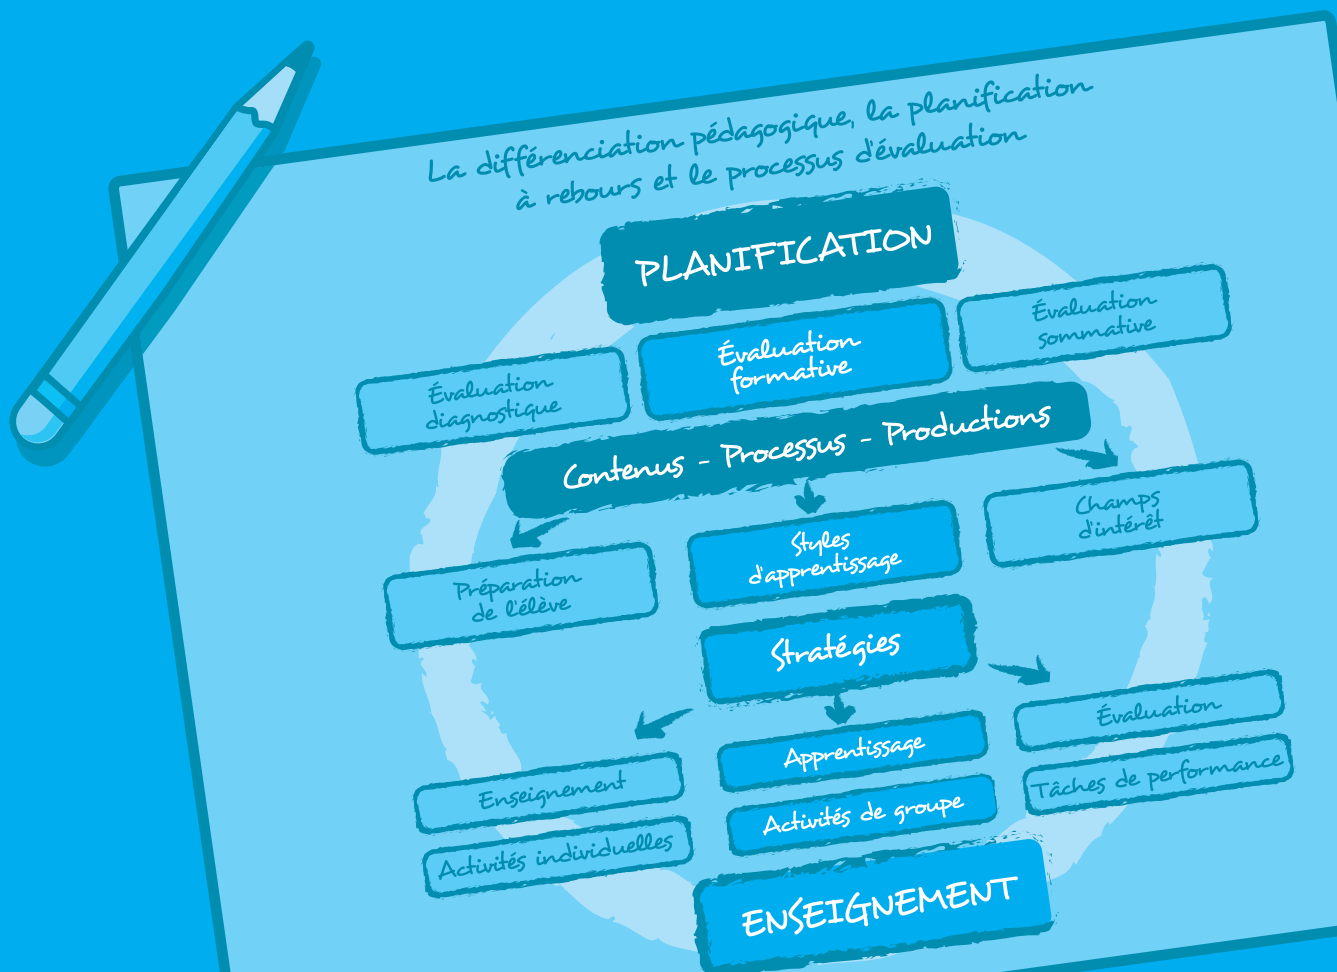 La différenciation pédagogique, la planification
à rebours et le processus d'évaluation
PLANIFICATION
Évaluation
diagnostique
Évaluation
formative
Évaluation
sommative
Contenus - Processus - Productions
Préparation
de l'élève
Styles
d'apprentissage
Champs
d'intérêt
Stratégies
Enseignement
Apprentissage
Évaluation
Activités individuelles
Activités de groupe
Tâches de performance
ENSEIGNEMENT